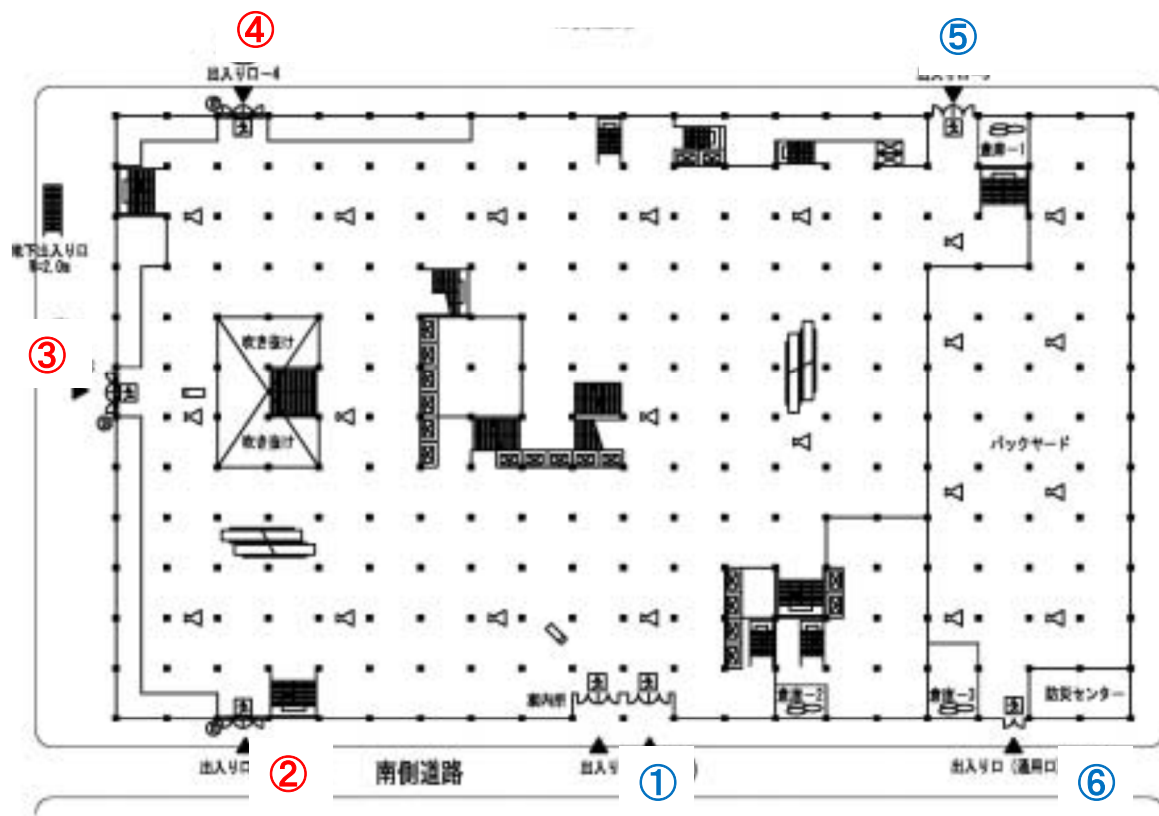 ④
⑤
出入り口-4
倉庫-1
地下出入り口
W=2.0m
③
吹き抜け
吹き抜け
バックヤード
案内所
倉庫-2
倉庫-3
防災センター
出入り口
②
南側道路
出入り
①
出入り口(通用口
⑥